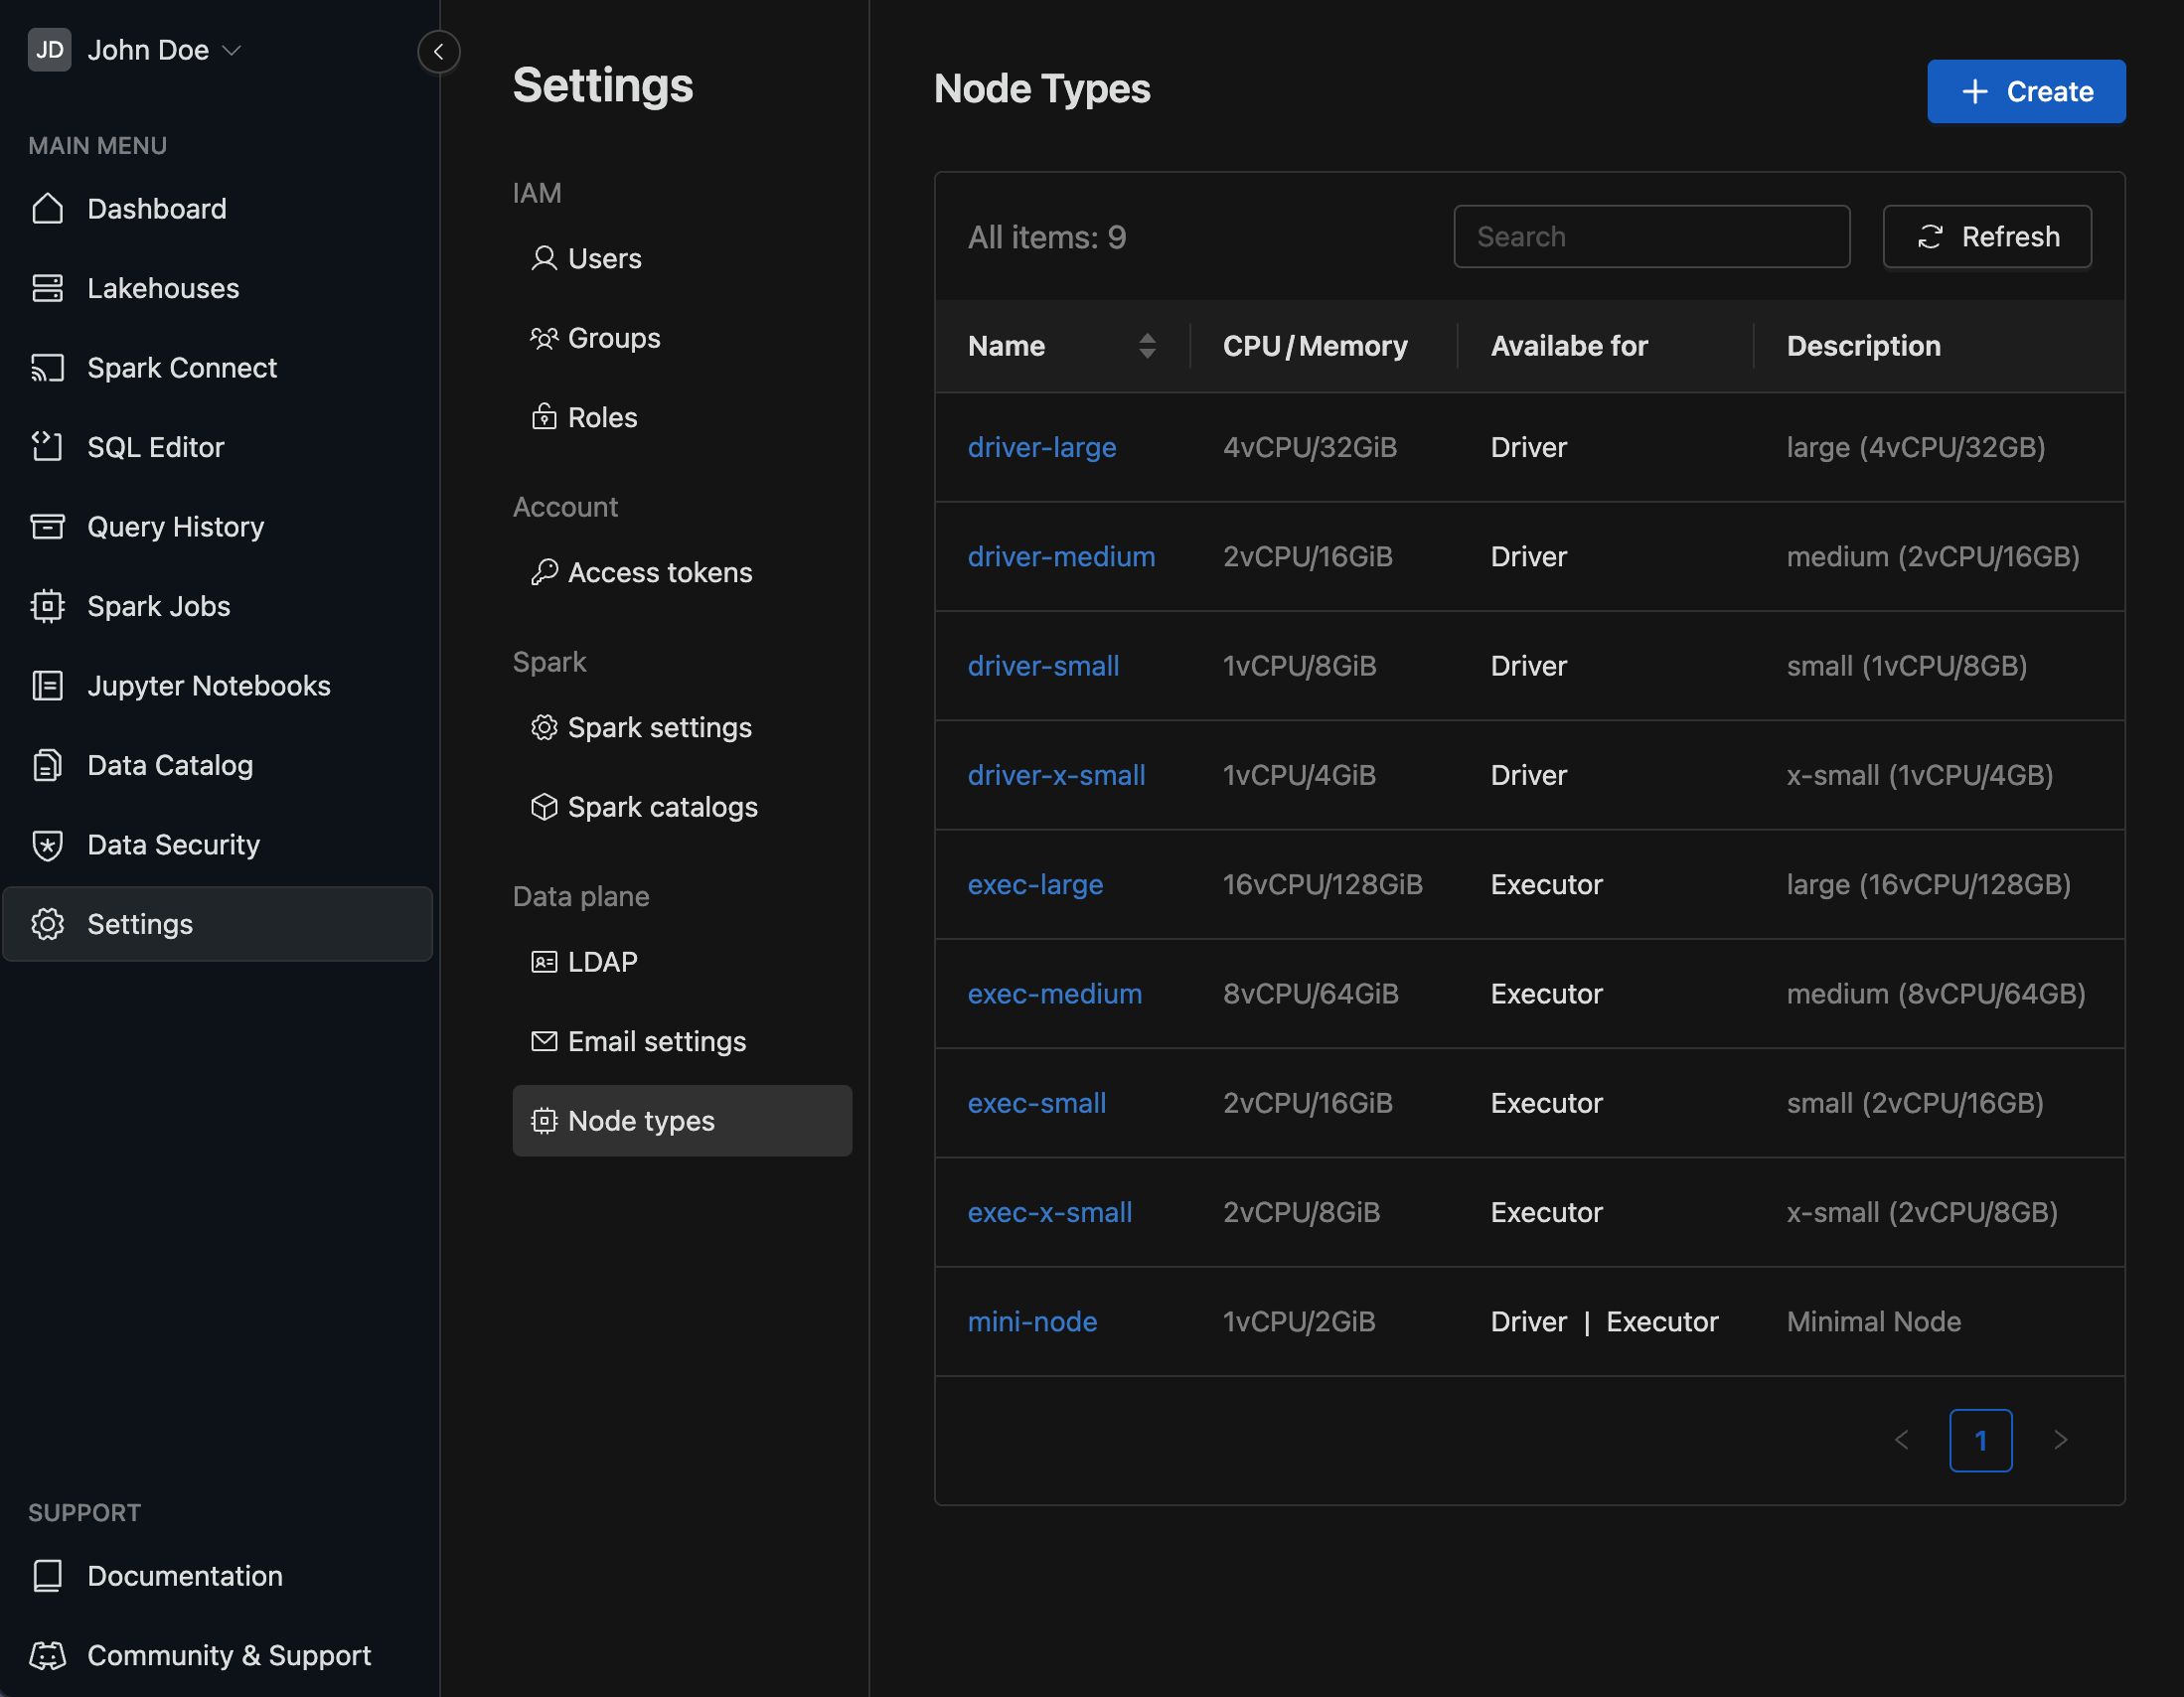 JD John Doe
MAIN MENU
Dashboard
Lakehouses
Spark Connect
SQL Editor
Query History
Spark Jobs
Jupyter Notebooks
Data Catalog
Data Security
Settings
SUPPORT
Documentation
Community & Support
Settings
IAM
Users
Groups
Roles
Account
Access tokens
Spark
Spark settings
Spark catalogs
Data plane
LDAP
Email settings
Node types
Node Types
Create
All items: 9
Search
Refresh
Name CPU/Memory Availabe for Description
driver-large 4vCPU/32GiB Driver large (4vCPU/32GB)
driver-medium 2vCPU/16GiB Driver medium (2vCPU/16GB)
driver-small 1vCPU/8GiB Driver small (1vCPU/8GB)
driver-x-small 1vCPU/4GiB Driver x-small (1vCPU/4GB)
exec-large 16vCPU/128GiB Executor large (16vCPU/128GB)
exec-medium 8vCPU/64GiB Executor medium (8vCPU/64GB)
exec-small 2vCPU/16GiB Executor small (2vCPU/16GB)
exec-x-small 2vCPU/8GiB Executor x-small (2vCPU/8GB)
mini-node 1vCPU/2GiB Driver | Executor Minimal Node
1